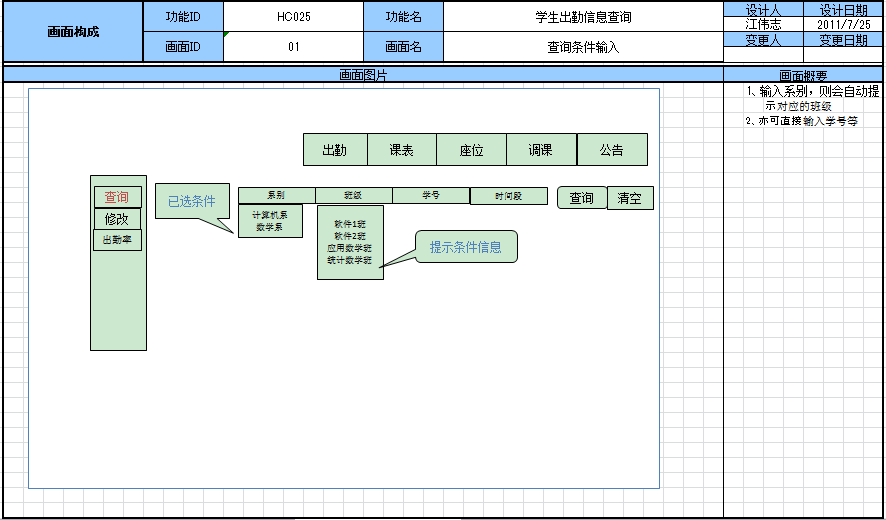 画面构成
功能ID
HC025
功能名
学生出勤信息查询
设计人
设计日期
江伟志
2011/7/25
画面ID
01
画面名
查询条件输入
变更人
变更日期
画面图片
画面概要
1、输入系别，则会自动提
示对应的班级
2、亦可直接输入学号等
出勤
课表
座位
调课
公告
查询
修改
出勤率
已选条件
系别
班级
学号
时间段
查询
清空
计算机系
数学系
软件1班
软件2班
应用数学班
统计数学班
提示条件信息